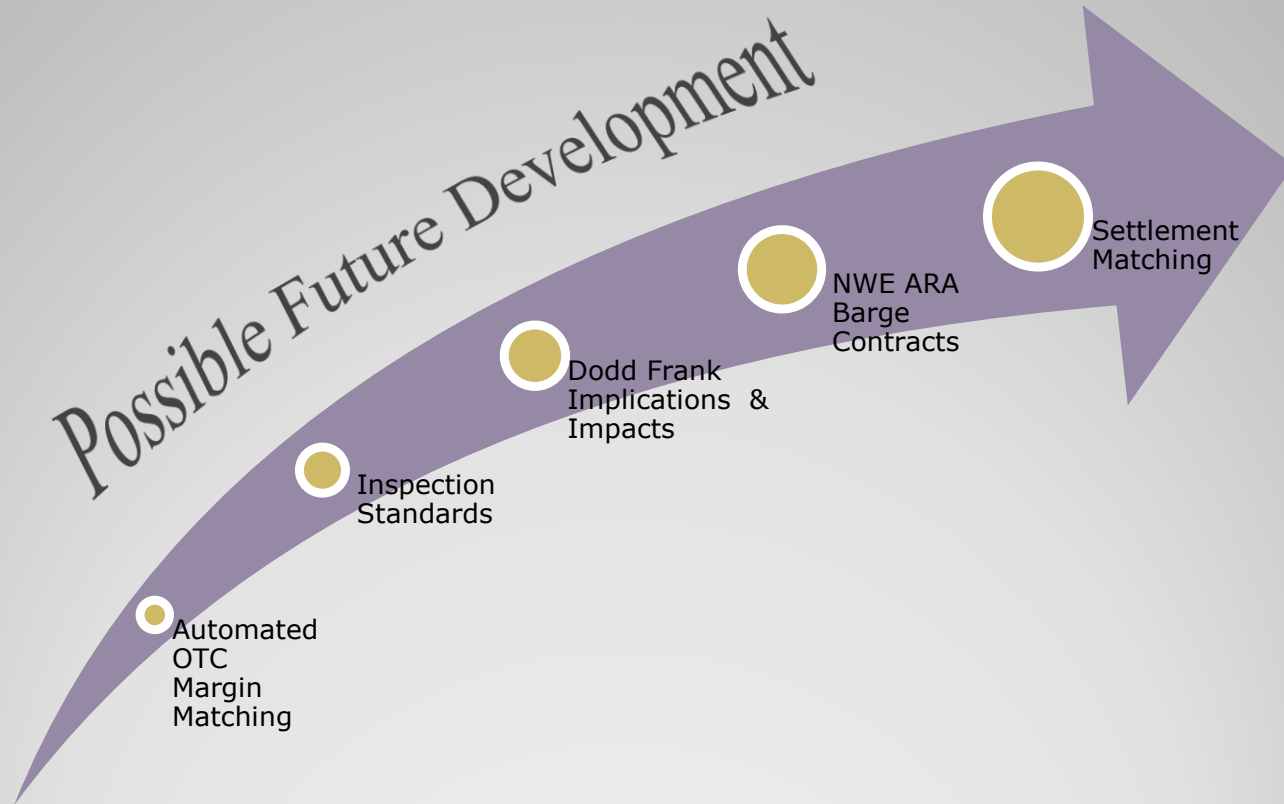 Possible Future Development
Settlement
Matching
NWE ARA
Barge
Contracts
Dodd Frank
Implications  &
Impacts
Inspection
Standards
Automated
OTC
Margin
Matching